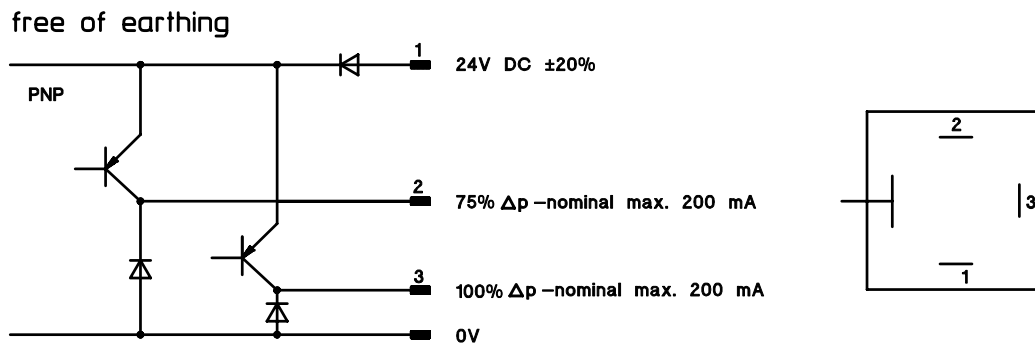 free of earthing
1
24V DC ±20%
PNP
2
2
75% Δp–nominal max. 200 mA
3
3
100% Δp–nominal max. 200 mA
1
0V